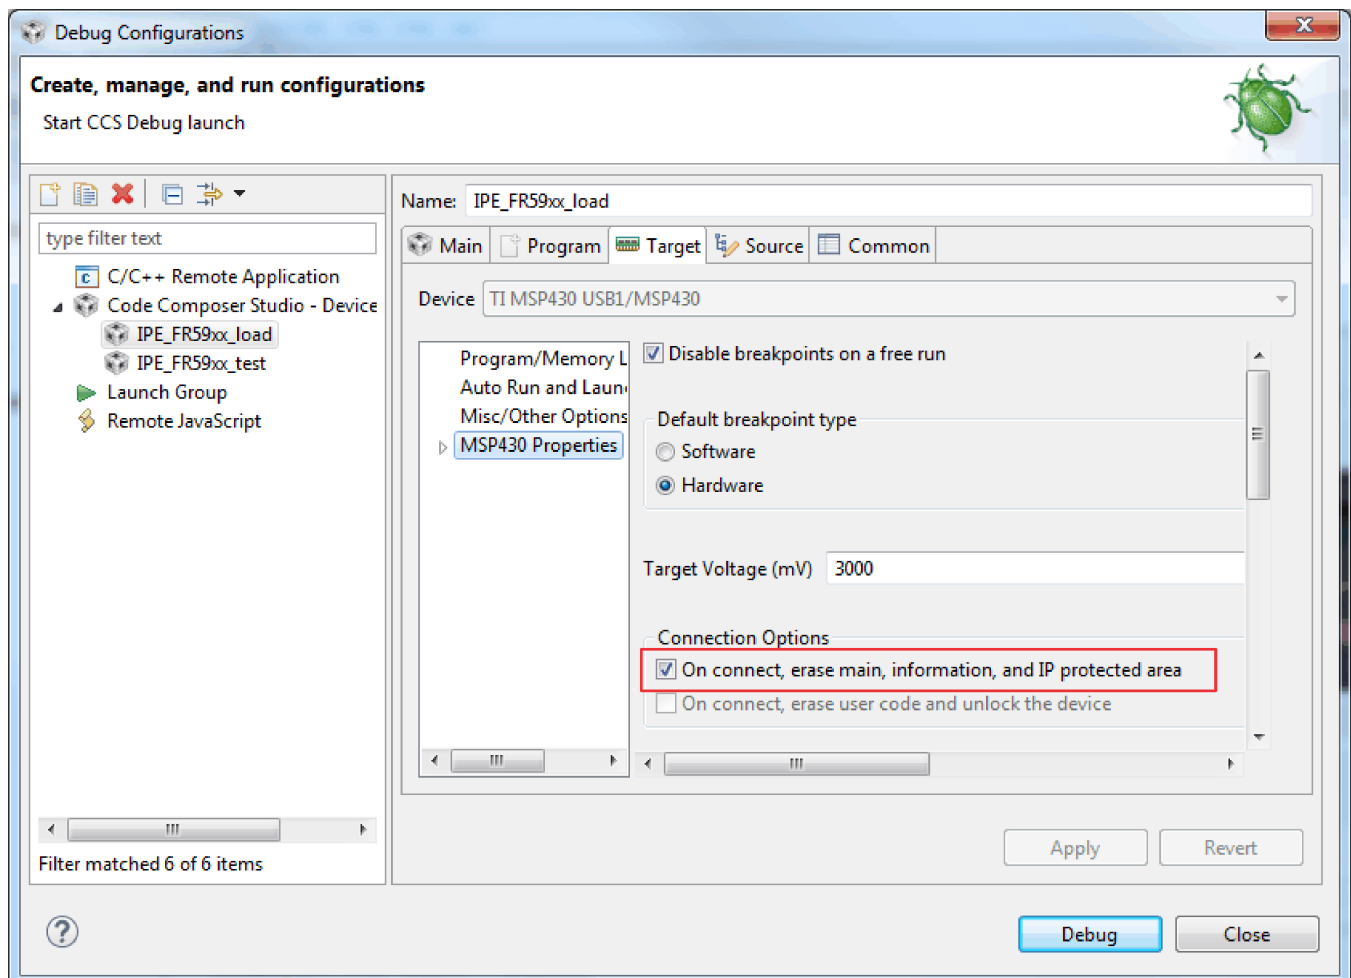 Debug Configurations
Create, manage, and run configurations
Start CCS Debug launch
type filter text
C/C++ Remote Application
Code Composer Studio - Device
IPE_FR59xx_load
IPE_FR59xx_test
Launch Group
Remote JavaScript
Filter matched 6 of 6 items
Name: IPE_FR59xx_load
Main Program Target Source Common
Device TI MSP430 USB1/MSP430
Program/Memory L
Auto Run and Laun
Misc/Other Options
MSP430 Properties
Disable breakpoints on a free run
Default breakpoint type
Software
Hardware
Target Voltage (mV) 3000
Connection Options
On connect, erase main, information, and IP protected area
On connect, erase user code and unlock the device
Apply Revert
Debug Close